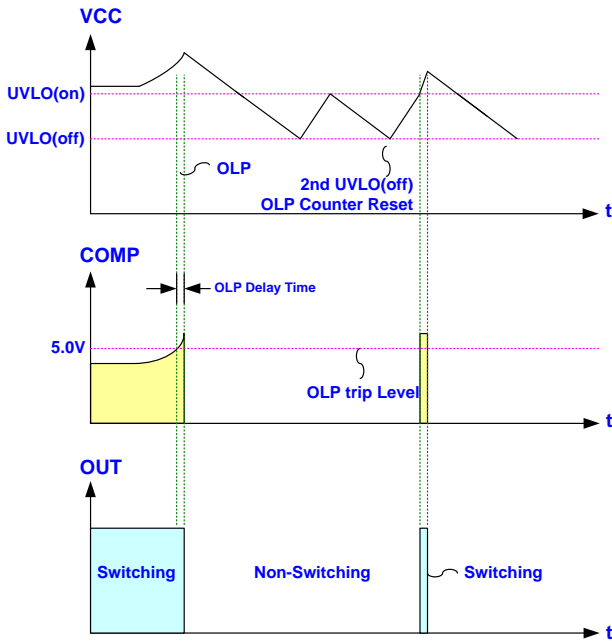 VCC
UVLO(on)
UVLO(off)
OLP
2nd UVLO(off)
OLP Counter Reset
t
COMP
OLP Delay Time
5.0V
OLP trip Level
t
OUT
Switching
Non-Switching
Switching
t